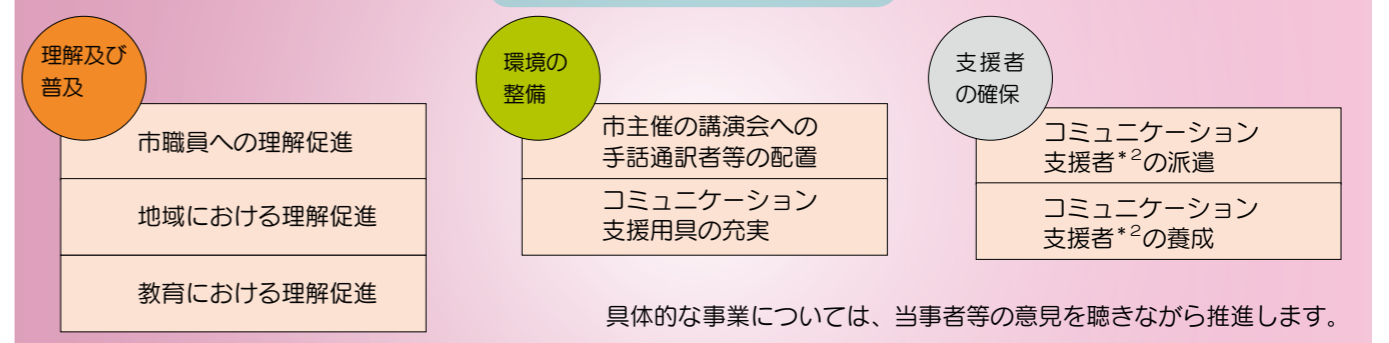 理解及び
普及
市職員への理解促進
地域における理解促進
教育における理解促進
環境の
整備
市主催の講演会への
手話通訳者等の配置
コミュニケーション
支援用具の充実
支援者
の確保
コミュニケーション
支援者*2の派遣
コミュニケーション
支援者*2の養成
具体的な事業については、当事者等の意見を聴きながら推進します。